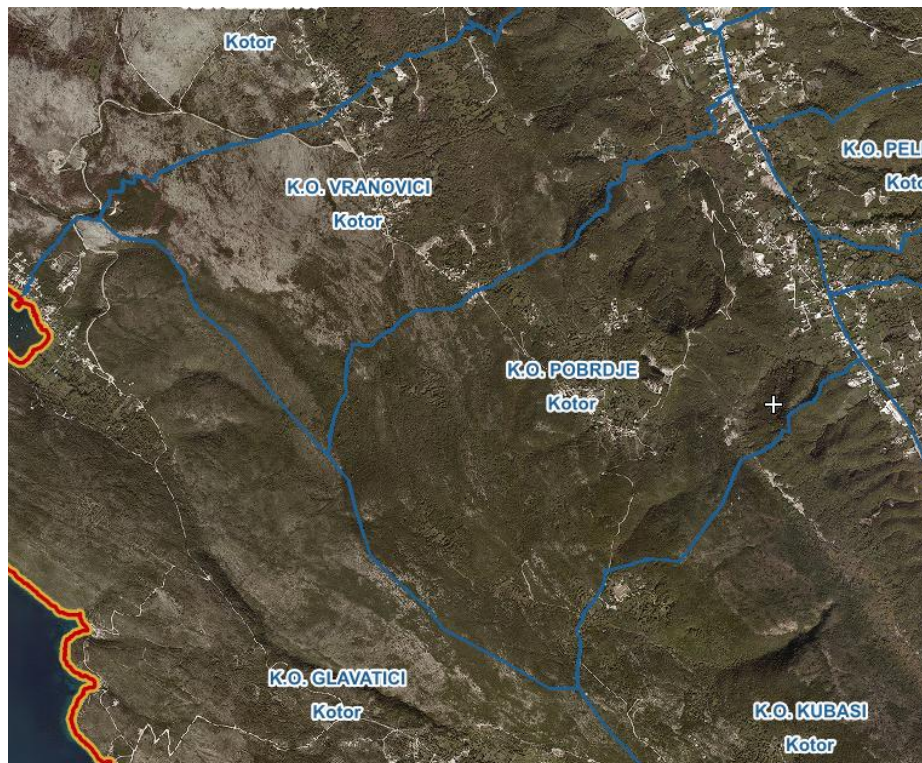 Kotor
K.O. VRANOVICI
Kotor
K.O. POBRDJE
Kotor
K.O. GLAVATICI
Kotor
K.O. KUBASI
Kotor